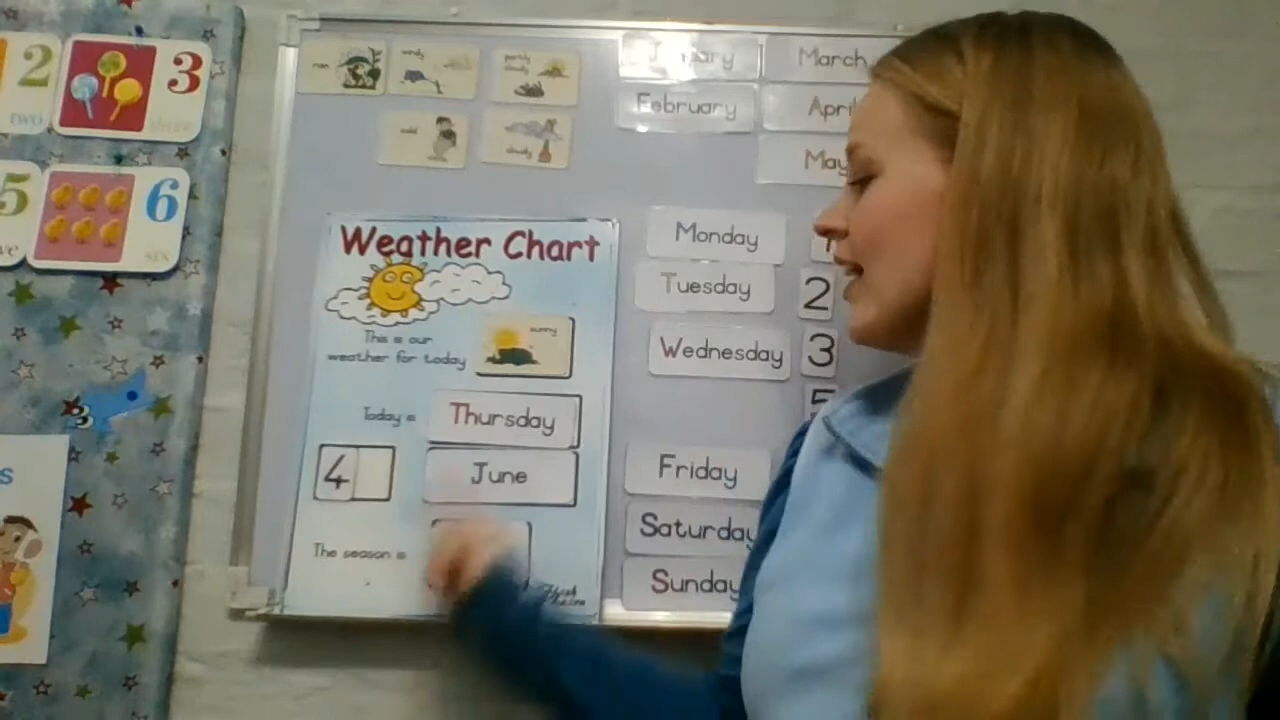 2
two
3
three
5
6
six
rain
windy
partly
cloudy
cold
cloudy
January
February
March
April
May
Weather Chart
This is our
weather for today
sunny
Today is
Thursday
4
June
The season is
Monday
Tuesday
2
Wednesday
3
5
Friday
Saturday
Sunday